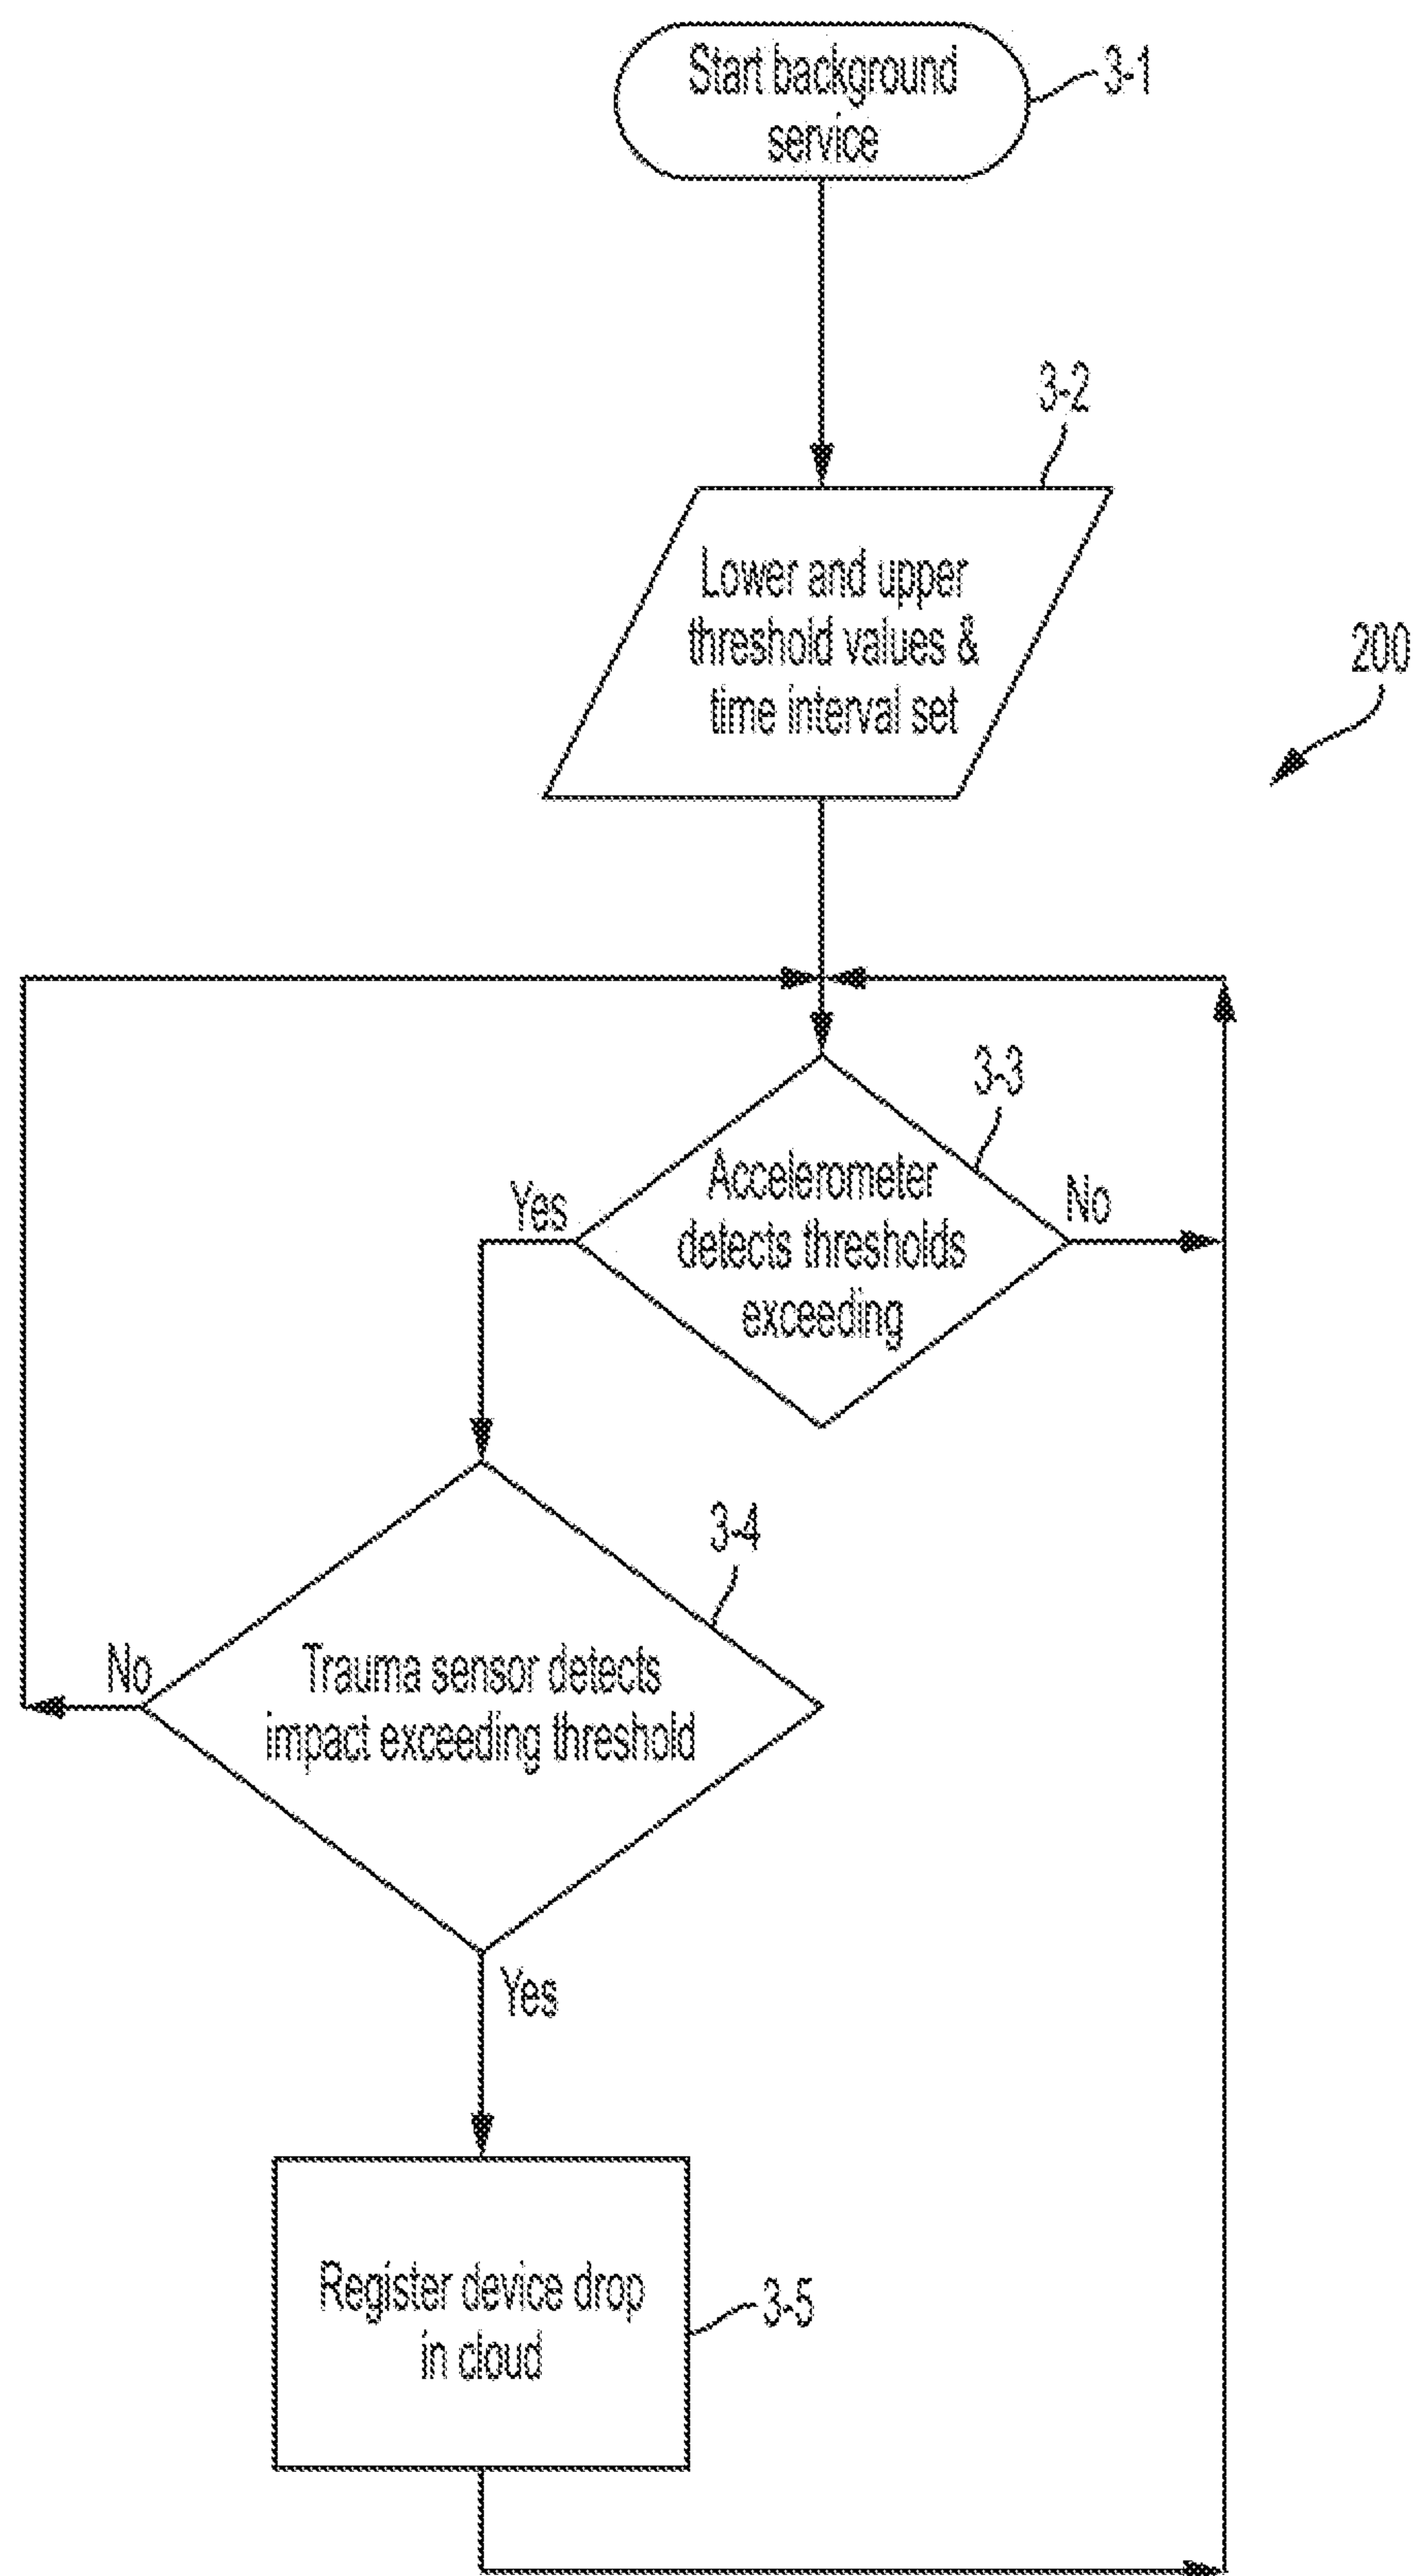 Start background
service
3-1
3-2
Lower and upper
threshold values &
time interval set
200
3-3
Accelerometer
detects thresholds
exceeding
Yes
No
3-4
Trauma sensor detects
impact exceeding threshold
No
Yes
Register device drop
in cloud
3-5